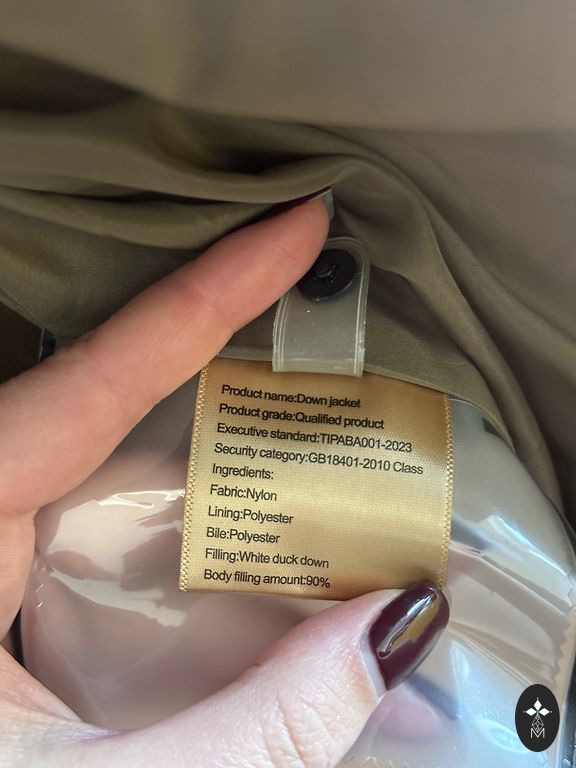 Product name:Down jacket
Product grade:Qualified product
Executive standard:TIPABA001-2023
Security category:GB18401-2010 Class
Ingredients:
Fabric:Nylon
Lining:Polyester
Bile:Polyester
Filling:White duck down
Body filling amount:90%